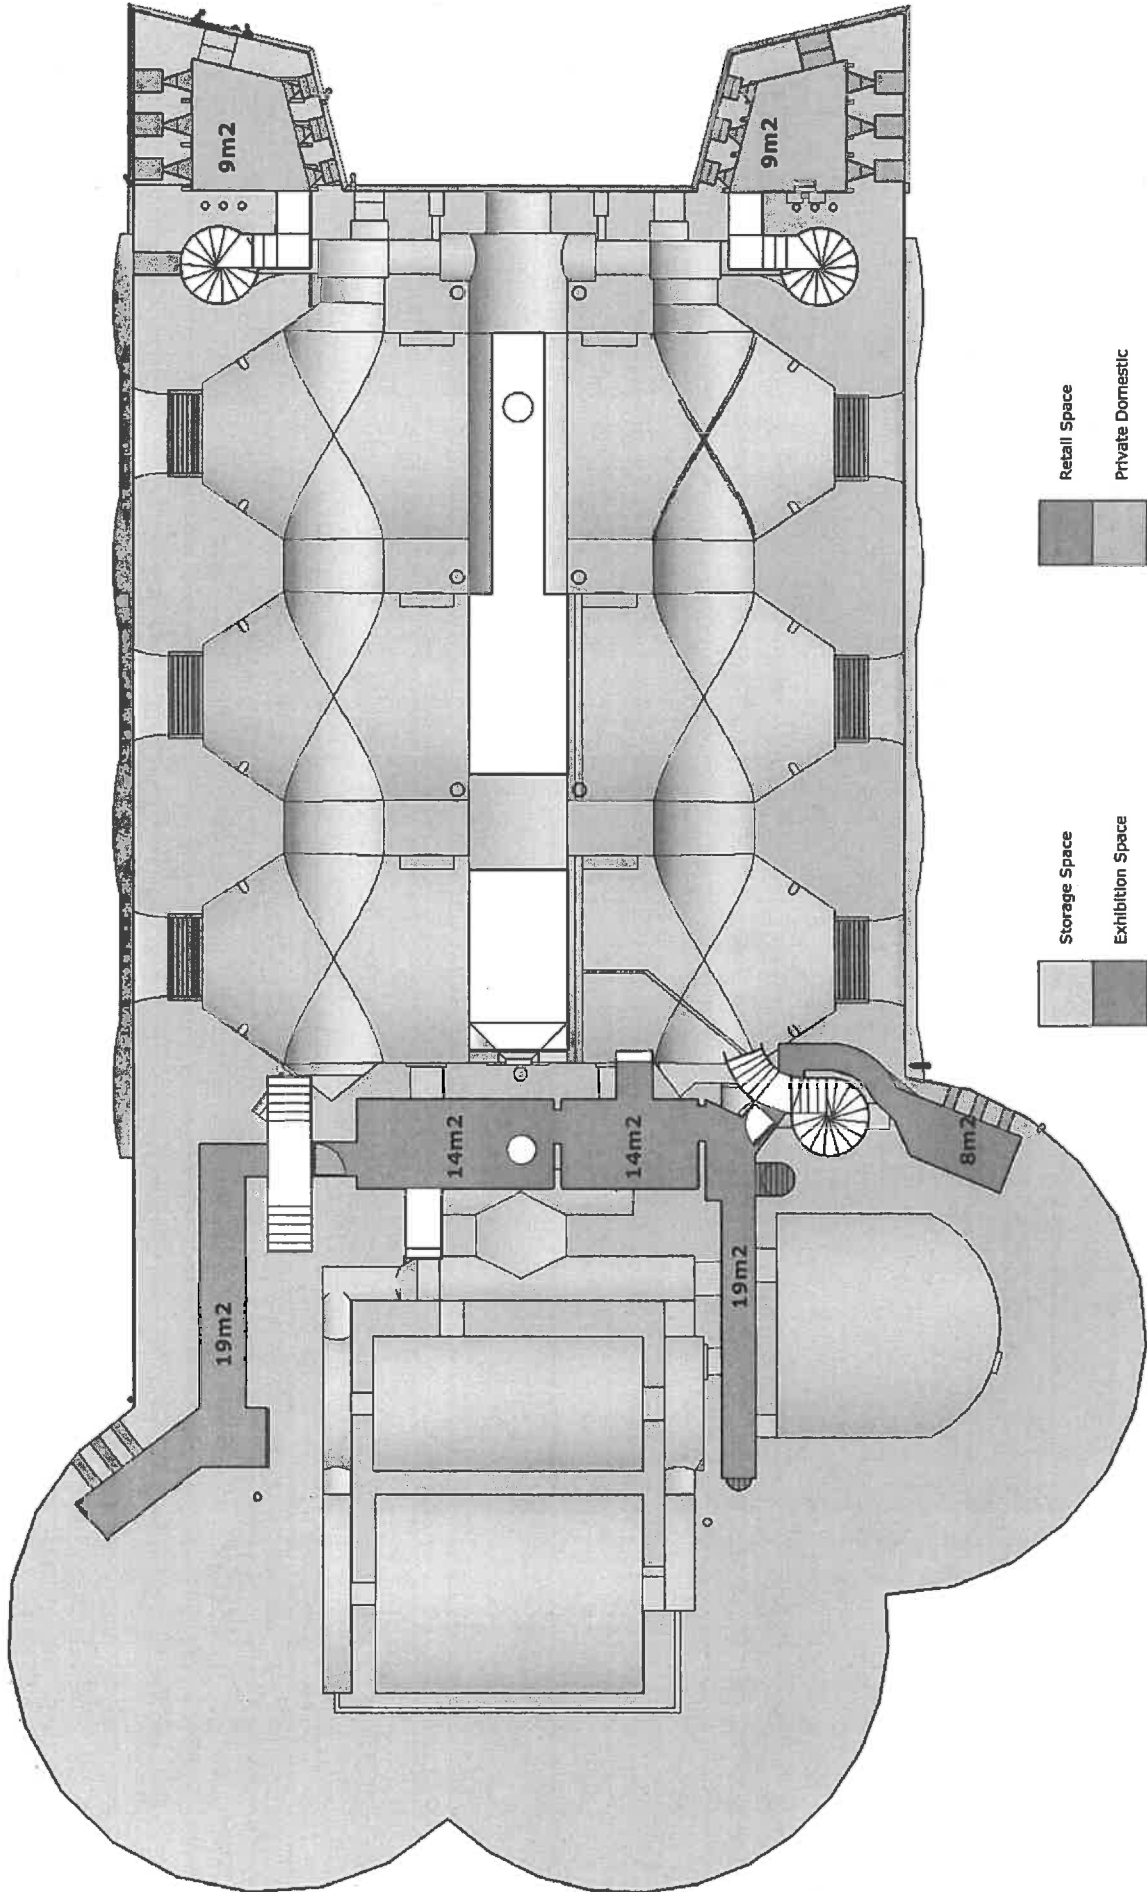 9m2
9m2
14m2
14m2
19m2
19m2
8m2
Storage Space
Exhibition Space
Retail Space
Private Domestic